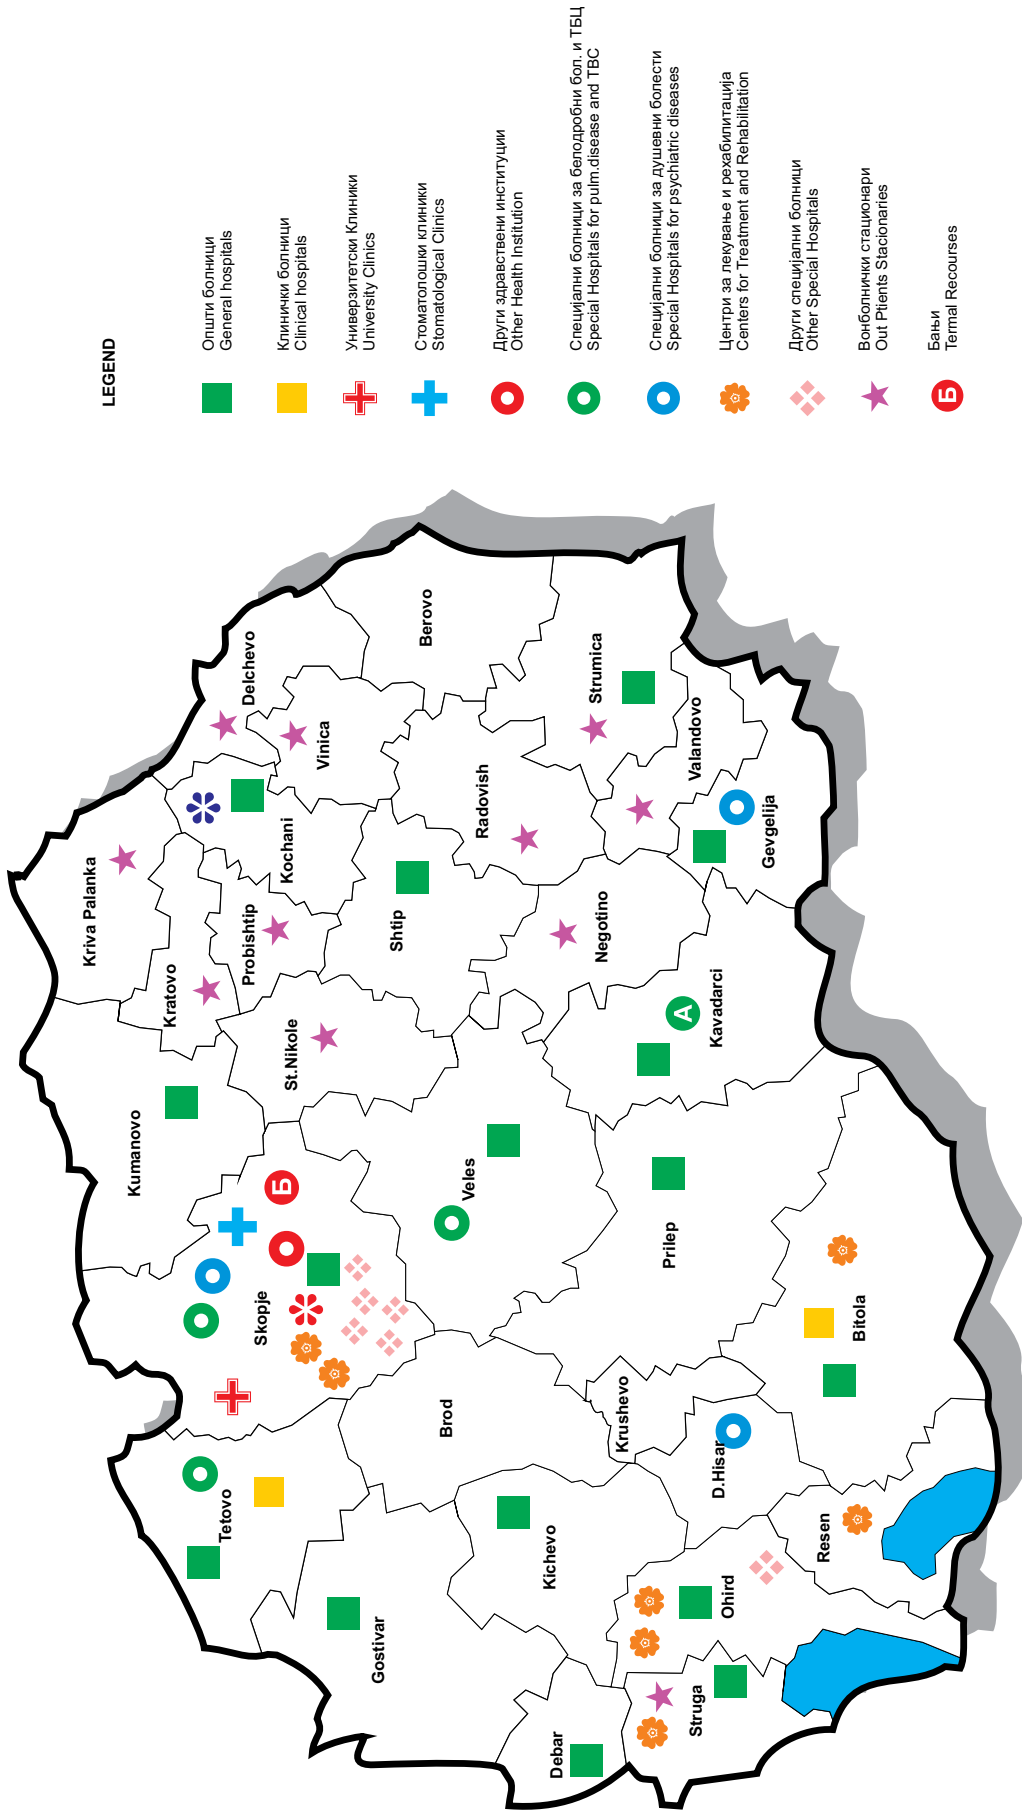 LEGEND
Општи болници
General hospitals
Клинички болници
Clinical hospitals
Универзитетски Клиники
University Clinics
Стоматолошки клиники
Stomatological Clinics
Други здравствени институции
Other Health Institution
Специјални болници за белодробни бол. и ТБЦ
Special Hospitals for pulm.disease and TBC
Специјални болници за душевни болести
Special Hospitals for psychiatric diseases
Центри за лекување и рехабилитација
Centers for Treatment and Rehabilitation
Други специјални болници
Other Special Hospitals
Вонболнички стационари
Out Ptients Stacionaries
Б
Бањи
Termal Recourses
Kriva Palanka
Kumanovo
Kratovo
Tetovo
Probishtip
Delchevo
Skopje
Б
St.Nikole
Kochani
Vinica
Gostivar
Shtip
Berovo
Brod
Veles
Radovish
Kichevo
Debar
Negotino
Strumica
Krushevo
Prilep
A
Kavadarci
Valandovo
Struga
Ohird
D.Hisar
Gevgelija
Resen
Bitola